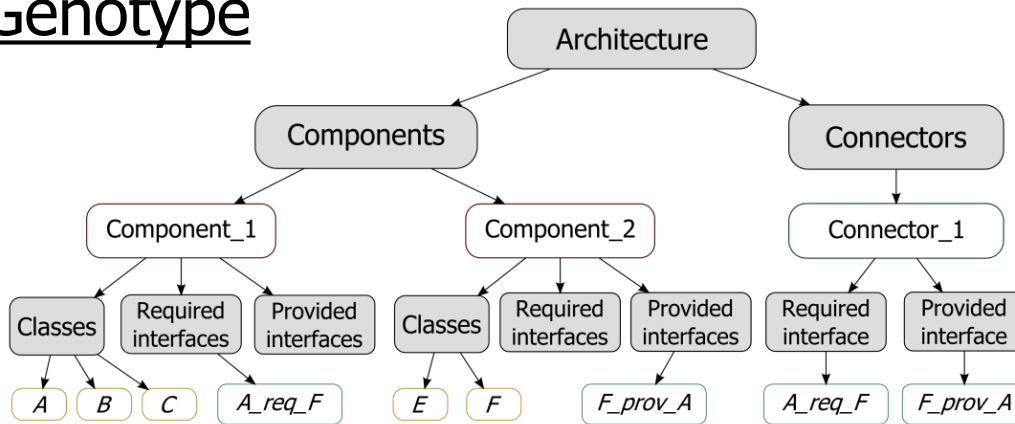 Genotype
Architecture
Components
Connectors
Component_1
Component_2
Connector_1
Classes
Required
interfaces
Provided
interfaces
Classes
Required
interfaces
Provided
interfaces
Required
interface
Provided
interface
A
B
C
A_req_F
E
F
F_prov_A
A_req_F
F_prov_A